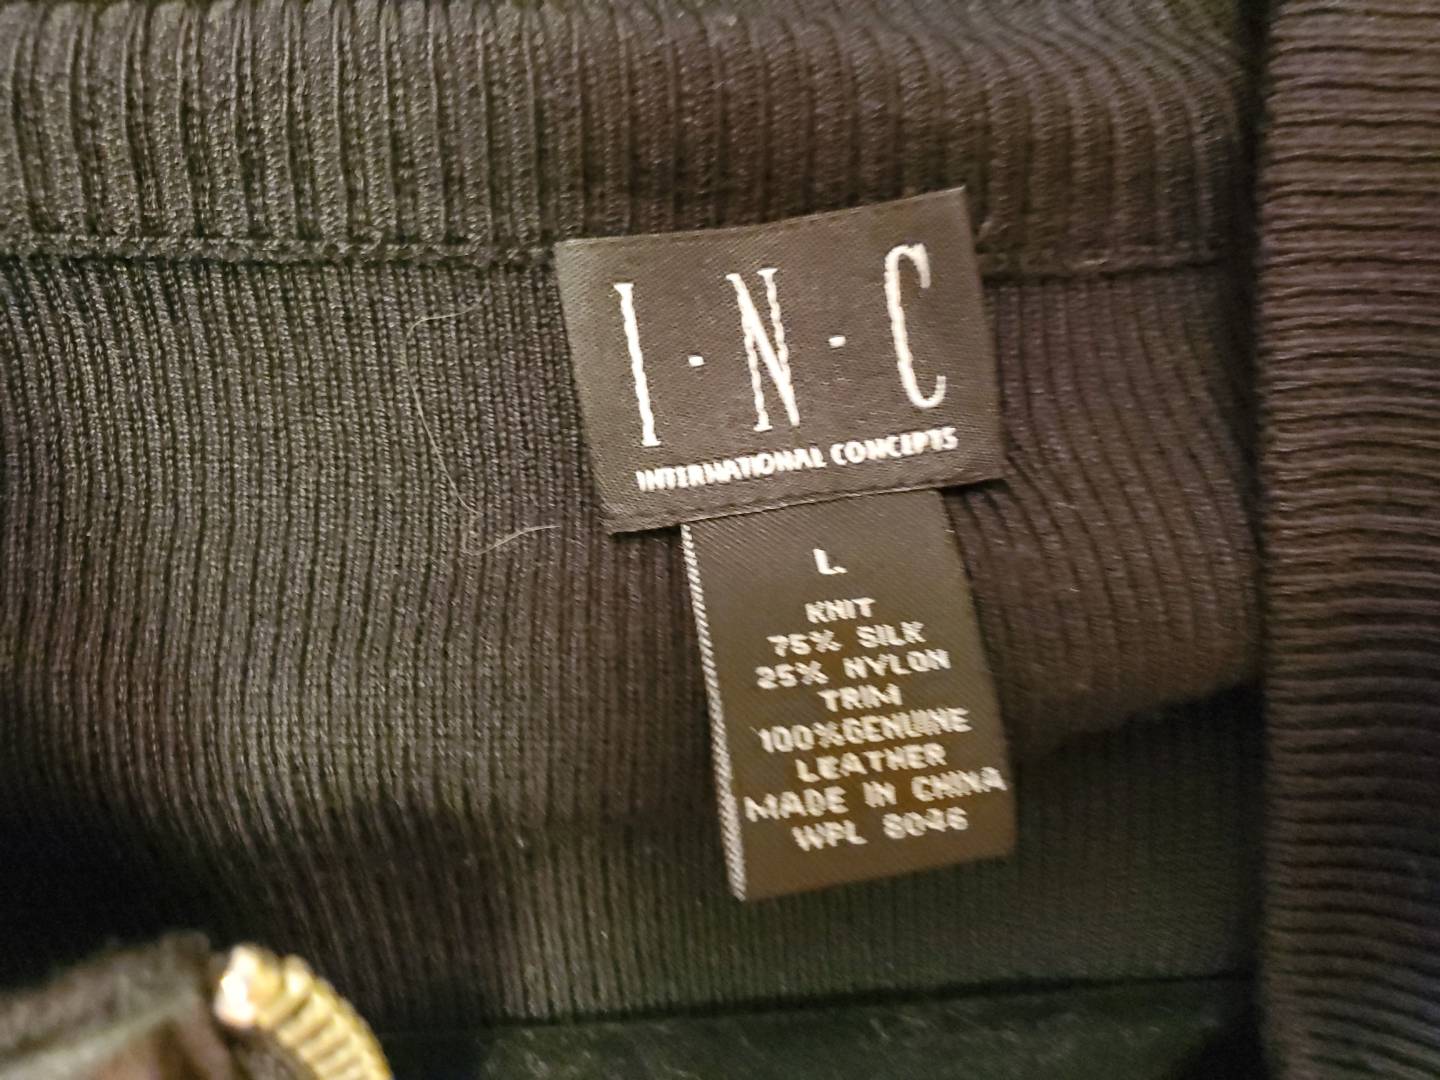 I·N·C
INTERNATIONAL CONCEPTS
L
KNIT
75% SILK
25% NYLON
TRIM
100%GENUINE
LEATHER
MADE IN CHINA
WPL 8046